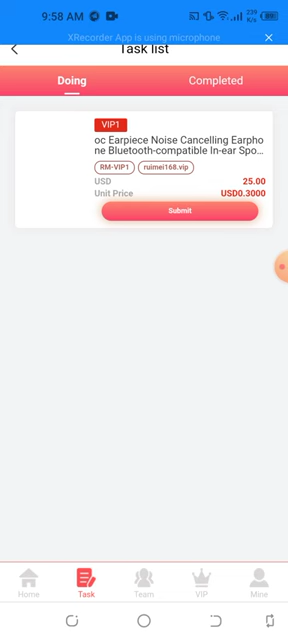 9:58 AM
239 K/s
XRecorder App is using microphone
Task list
Doing
Completed
VIP1
oc Earpiece Noise Cancelling Earpho
ne Bluetooth-compatible In-ear Spo...
RM-VIP1 ruimei168.vip
USD 25.00
Unit Price USD0.3000
Submit
Home Task Team VIP Mine